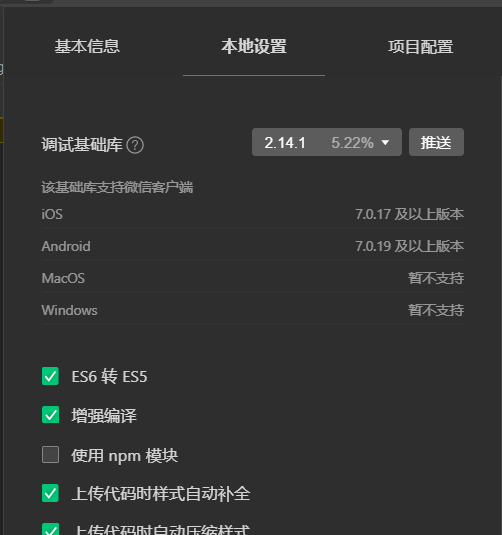 基本信息 本地设置 项目配置
调试基础库 ? 2.14.1 5.22% 推送
该基础库支持微信客户端
iOS 7.0.17 及以上版本
Android 7.0.19 及以上版本
MacOS 暂不支持
Windows 暂不支持
ES6 转 ES5
增强编译
使用 npm 模块
上传代码时样式自动补全
上传代码时自动压缩样式